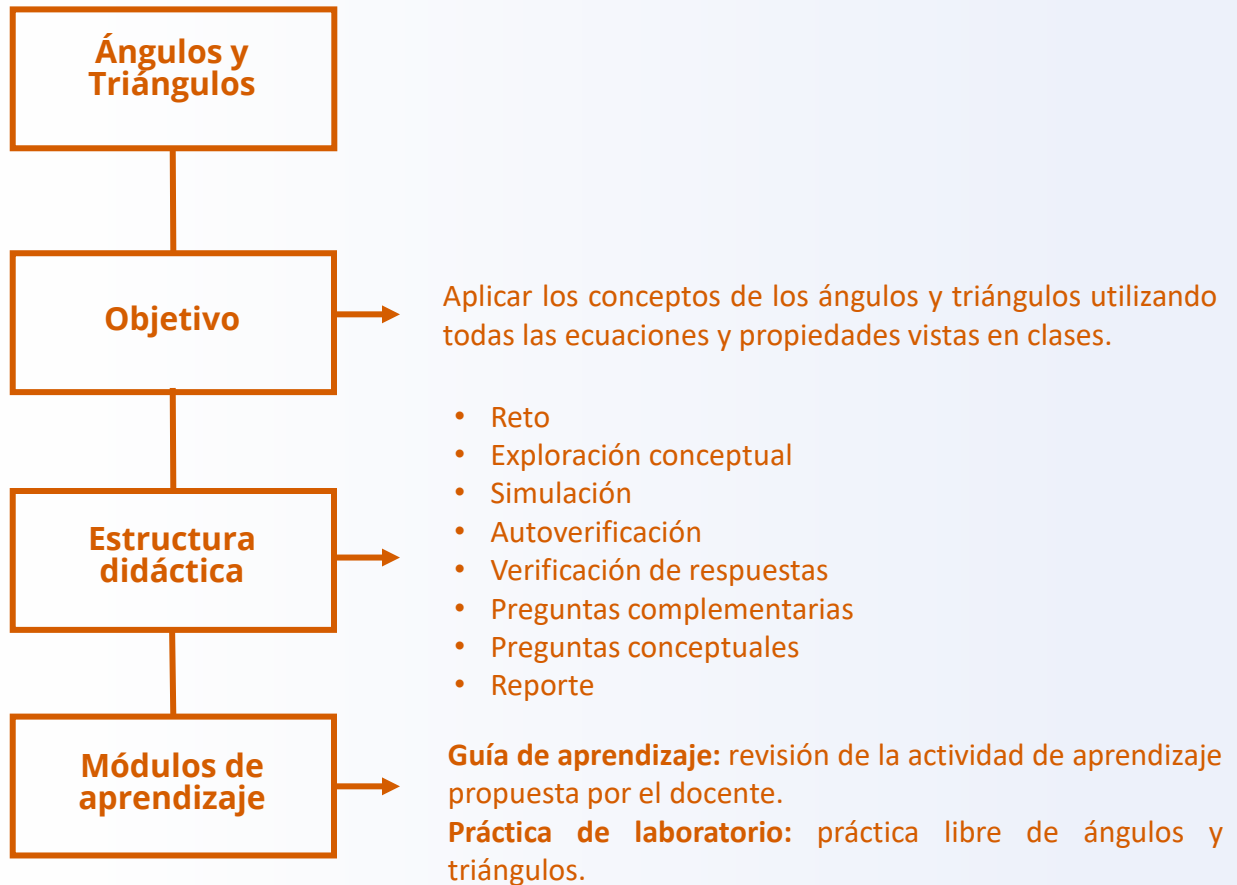 Ángulos y
Triángulos
Objetivo
Aplicar los conceptos de los ángulos y triángulos utilizando
todas las ecuaciones y propiedades vistas en clases.
Estructura
didáctica
• Reto
• Exploración conceptual
• Simulación
• Autoverificación
• Verificación de respuestas
• Preguntas complementarias
• Preguntas conceptuales
• Reporte
Módulos de
aprendizaje
Guía de aprendizaje: revisión de la actividad de aprendizaje
propuesta por el docente.
Práctica de laboratorio: práctica libre de ángulos y
triángulos.